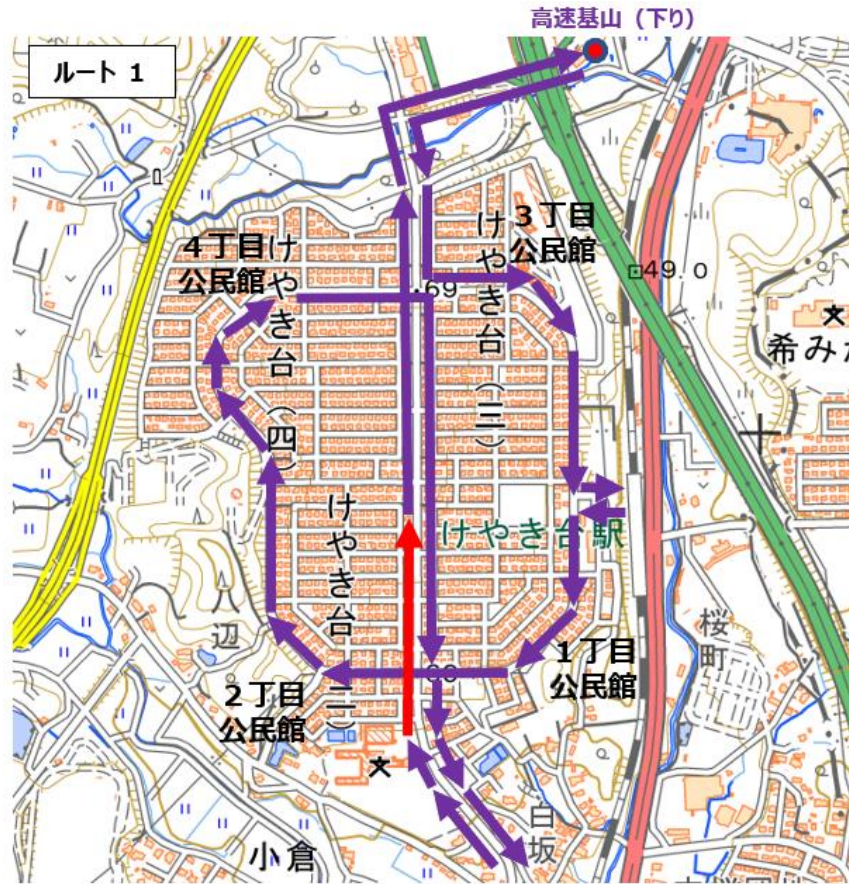 高速基山（下り）
ルート 1
３丁目
公民館
けやき台（三）
４丁目
公民館
けやき台（四）
69
49.0
けやき台駅
けやき台（二）
八辺
桜町
１丁目
公民館
２丁目
公民館
白坂
小倉